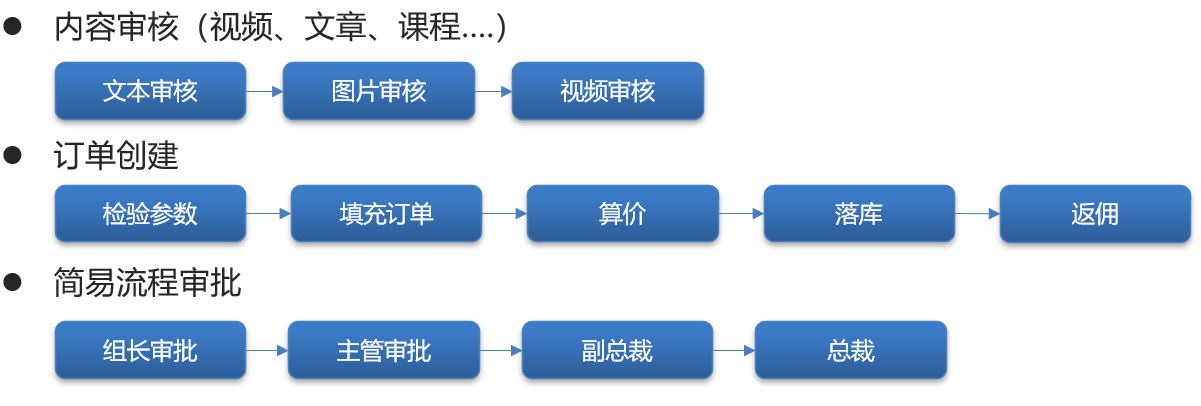 ● 内容审核（视频、文章、课程....）
文本审核 图片审核 视频审核
● 订单创建
检验参数 填充订单 算价 落库 返佣
● 简易流程审批
组长审批 主管审批 副总裁 总裁